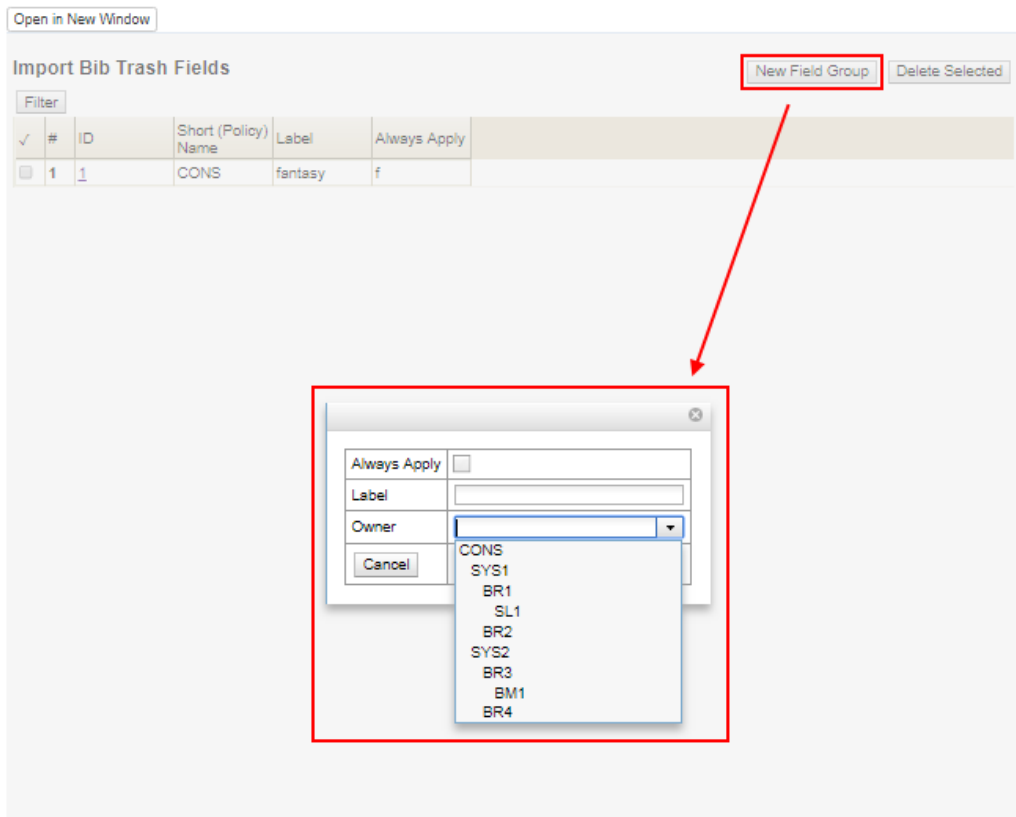 Open in New Window
Import Bib Trash Fields
New Field Group
Delete Selected
Filter
✓ # ID Short (Policy) Name Label Always Apply
1 1 CONS fantasy f
Always Apply
Label
Owner
Cancel
CONS
SYS1
BR1
SL1
BR2
SYS2
BR3
BM1
BR4